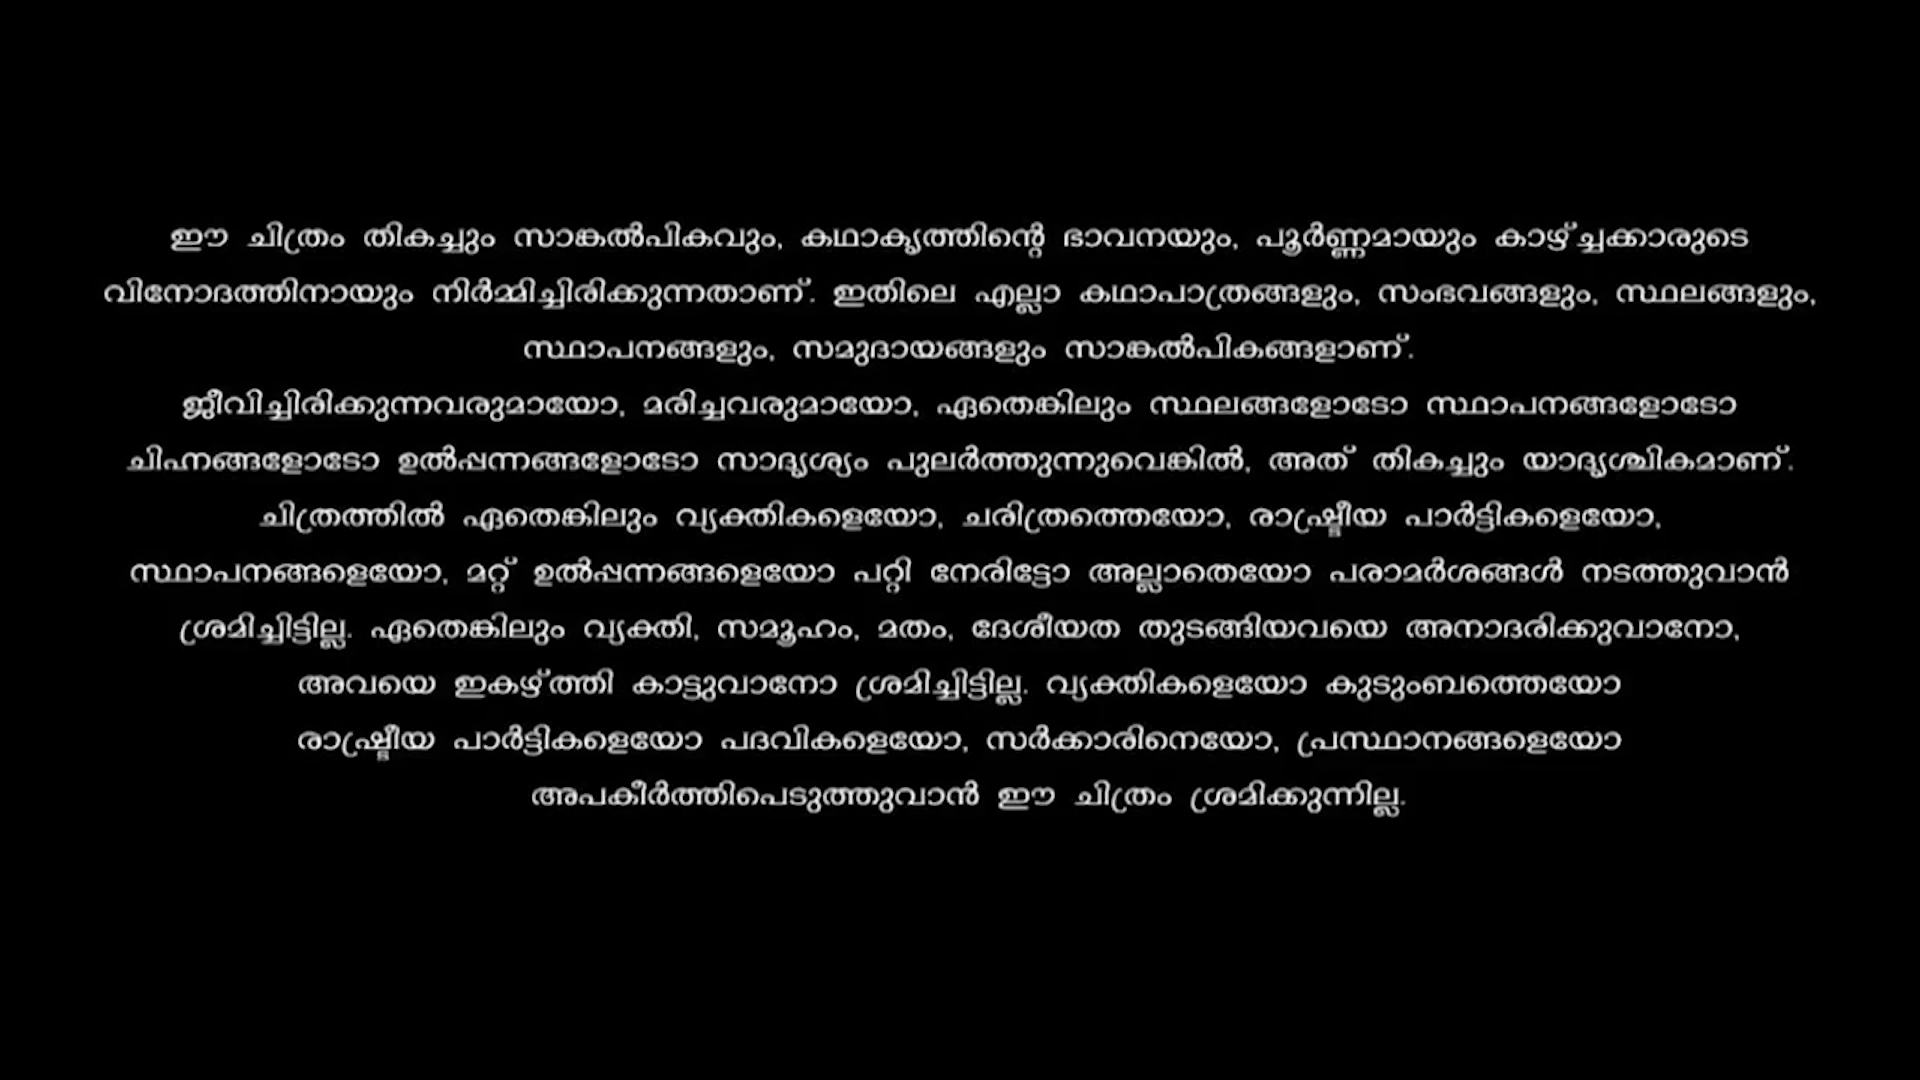 ഈ ചിത്രം തികച്ചും സാങ്കൽപികവും, കഥാകൃത്തിന്റെ ഭാവനയും, പൂർണ്ണമായും കാഴ്ച്ചക്കാരുടെ
വിനോദത്തിനായും നിർമ്മിച്ചിരിക്കുന്നതാണ്. ഇതിലെ എല്ലാ കഥാപാത്രങ്ങളും, സംഭവങ്ങളും, സ്ഥലങ്ങളും,
സ്ഥാപനങ്ങളും, സമുദായങ്ങളും സാങ്കൽപികങ്ങളാണ്.
ജീവിച്ചിരിക്കുന്നവരുമായോ, മരിച്ചവരുമായോ, ഏതെങ്കിലും സ്ഥലങ്ങളോടോ സ്ഥാപനങ്ങളോടോ
ചിഹ്നങ്ങളോടോ ഉൽപ്പന്നങ്ങളോടോ സാദൃശ്യം പുലർത്തുന്നുവെങ്കിൽ, അത് തികച്ചും യാദൃശ്ചികമാണ്.
ചിത്രത്തിൽ ഏതെങ്കിലും വ്യക്തികളെയോ, ചരിത്രത്തെയോ, രാഷ്ട്രീയ പാർട്ടികളെയോ,
സ്ഥാപനങ്ങളെയോ, മറ്റ് ഉൽപ്പന്നങ്ങളെയോ പറ്റി നേരിട്ടോ അല്ലാതെയോ പരാമർശങ്ങൾ നടത്തുവാൻ
ശ്രമിച്ചിട്ടില്ല. ഏതെങ്കിലും വ്യക്തി, സമൂഹം, മതം, ദേശീയത തുടങ്ങിയവയെ അനാദരിക്കുവാനോ,
അവയെ ഇകഴ്ത്തി കാട്ടുവാനോ ശ്രമിച്ചിട്ടില്ല. വ്യക്തികളെയോ കുടുംബത്തെയോ
രാഷ്ട്രീയ പാർട്ടികളെയോ പദവികളെയോ, സർക്കാരിനെയോ, പ്രസ്ഥാനങ്ങളെയോ
അപകീർത്തിപെടുത്തുവാൻ ഈ ചിത്രം ശ്രമിക്കുന്നില്ല.